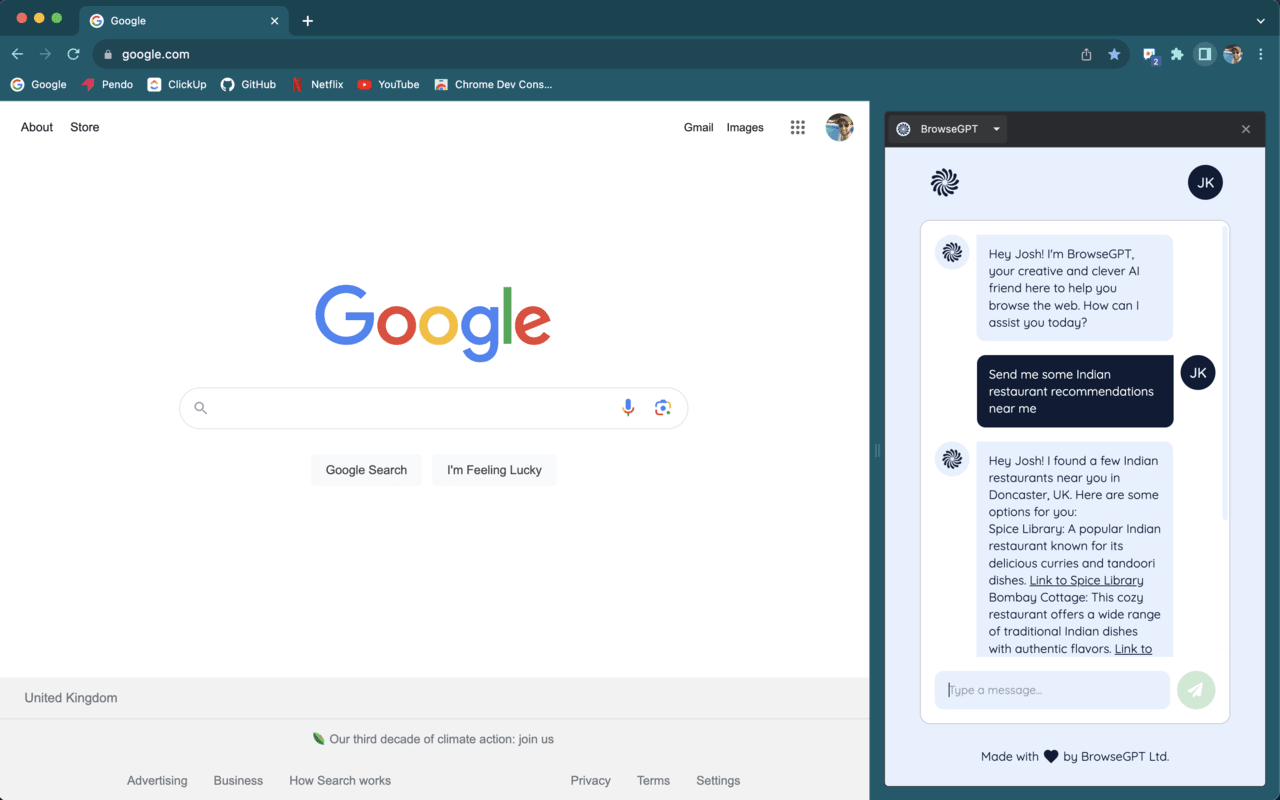 Google
google.com
2
Google Pendo ClickUp GitHub Netflix YouTube Chrome Dev Cons...
About Store
Gmail Images
Google
Google Search I'm Feeling Lucky
United Kingdom
Our third decade of climate action: join us
Advertising Business How Search works
Privacy Terms Settings
BrowseGPT
JK
Hey Josh! I'm BrowseGPT,
your creative and clever AI
friend here to help you
browse the web. How can I
assist you today?
Send me some Indian
restaurant recommendations
near me
JK
Hey Josh! I found a few Indian
restaurants near you in
Doncaster, UK. Here are some
options for you:
Spice Library: A popular Indian
restaurant known for its
delicious curries and tandoori
dishes. Link to Spice Library
Bombay Cottage: This cozy
restaurant offers a wide range
of traditional Indian dishes
with authentic flavors. Link to
Type a message...
Made with by BrowseGPT Ltd.